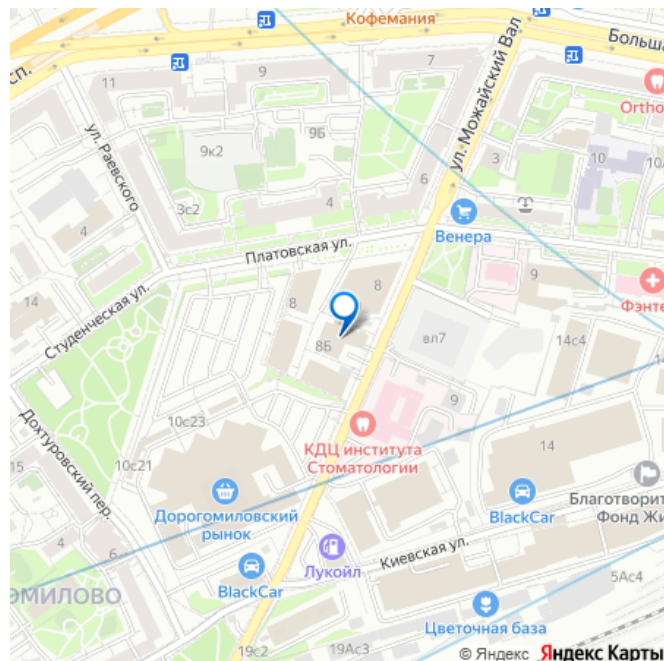 Кофемания
Больша
СП.
11
9
7
ул. Можайский Вал
Ortho
9Б
9к2
ул. Раевского
3
10
10А
6
3с2
4
4
Венера
Платовская ул.
14
8
8
9
Фэнте
Студенческая ул.
8Б
вл7
14с4
Дохтуровский пер.
10с23
9
15
10с21
КДЦ института
Стоматологии
14
Дорогомиловский
рынок
BlackCar
Благотворит
Фонд Жи
4
6
Киевская ул.
Лукойл
BlackCar
ОМИЛОВО
5Ас4
Цветочная база
19с2
19Ас3
© Яндекс Яндекс Карты